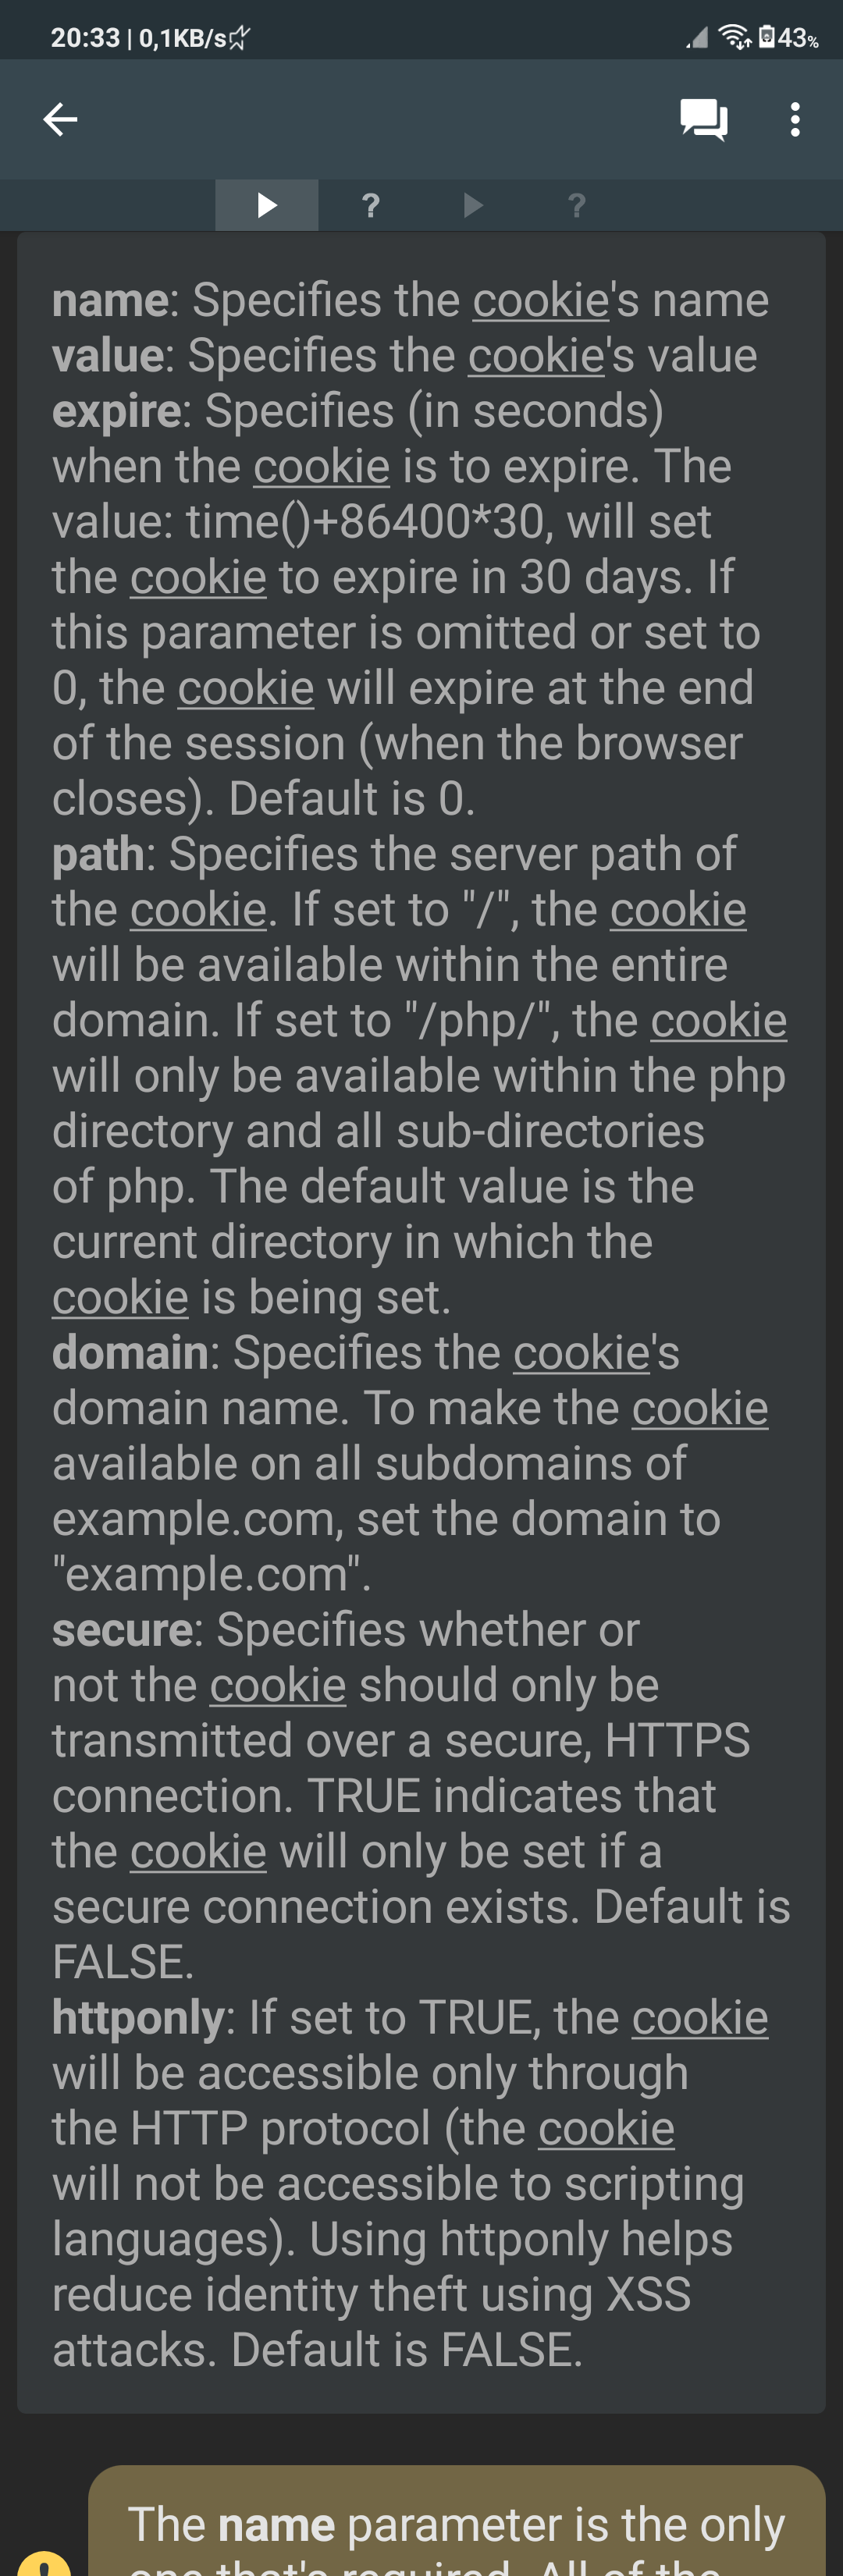 20:33 | 0,1KB/s
43%
?
?
name: Specifies the cookie's name
value: Specifies the cookie's value
expire: Specifies (in seconds)
when the cookie is to expire. The
value: time()+86400*30, will set
the cookie to expire in 30 days. If
this parameter is omitted or set to
0, the cookie will expire at the end
of the session (when the browser
closes). Default is 0.
path: Specifies the server path of
the cookie. If set to "/", the cookie
will be available within the entire
domain. If set to "/php/", the cookie
will only be available within the php
directory and all sub-directories
of php. The default value is the
current directory in which the
cookie is being set.
domain: Specifies the cookie's
domain name. To make the cookie
available on all subdomains of
example.com, set the domain to
"example.com".
secure: Specifies whether or
not the cookie should only be
transmitted over a secure, HTTPS
connection. TRUE indicates that
the cookie will only be set if a
secure connection exists. Default is
FALSE.
httponly: If set to TRUE, the cookie
will be accessible only through
the HTTP protocol (the cookie
will not be accessible to scripting
languages). Using httponly helps
reduce identity theft using XSS
attacks. Default is FALSE.
The name parameter is the only
one that's required. All of the